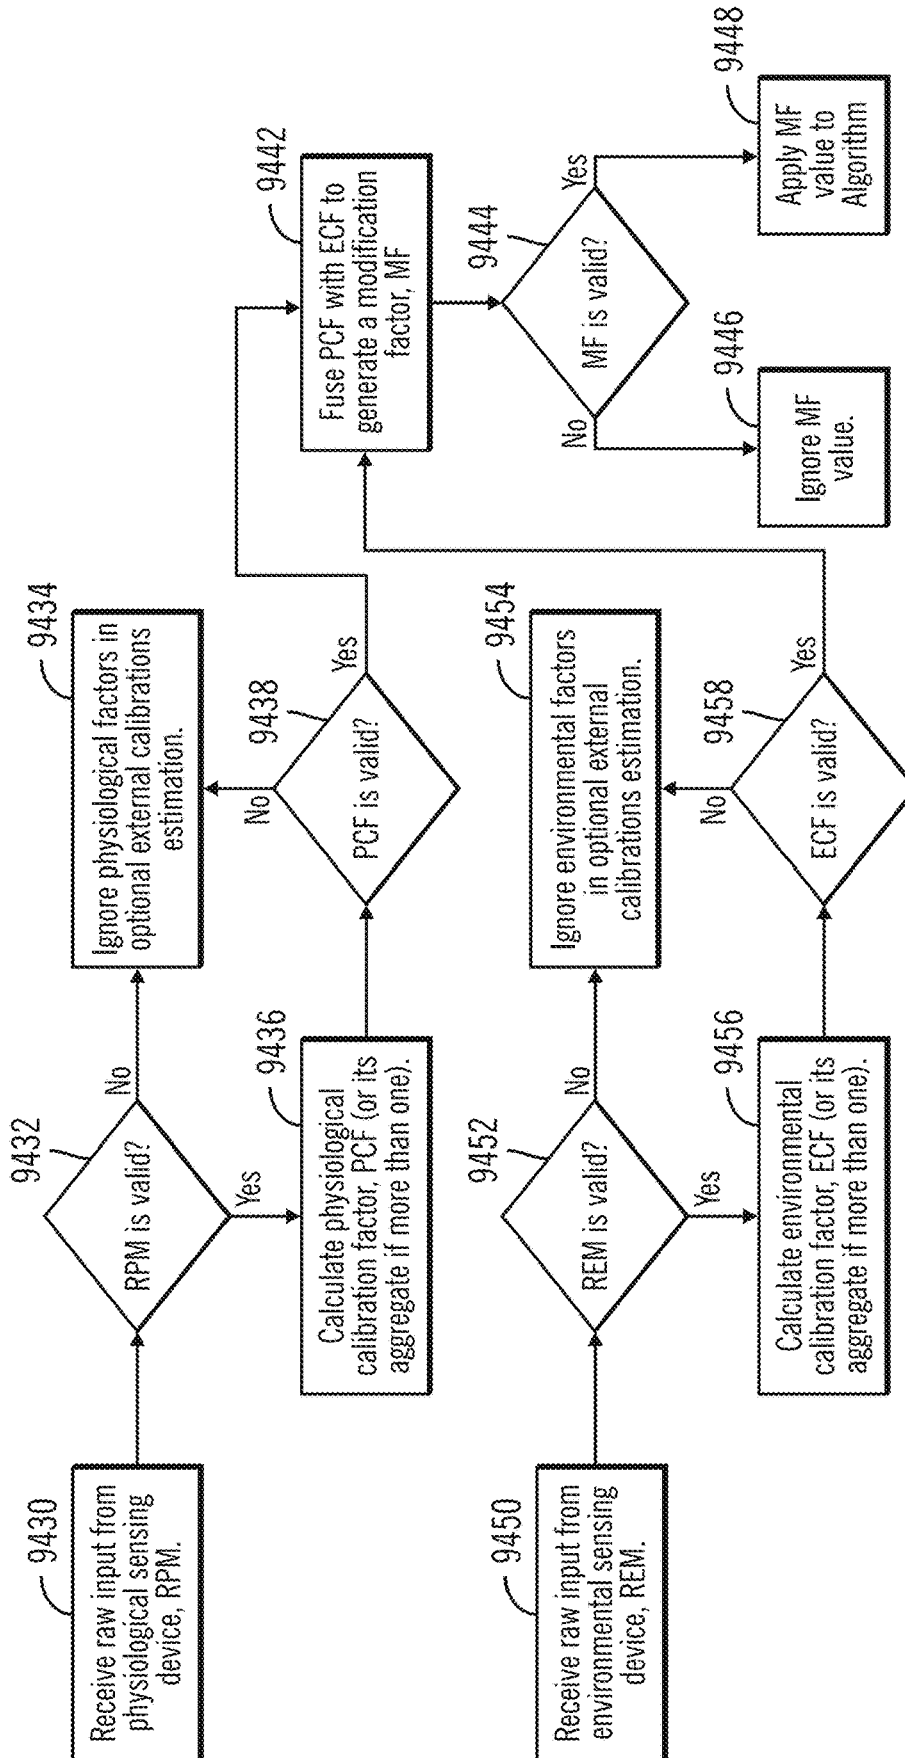 9430
Receive raw input from
physiological sensing
device, RPM.
9432
RPM is valid?
No
Yes
9434
Ignore physiological factors in
optional external calibrations
estimation.
9436
Calculate physiological
calibration factor, PCF (or its
aggregate if more than one).
9438
PCF is valid?
No
Yes
9442
Fuse PCF with ECF to
generate a modification
factor, MF
9444
MF is valid?
No
Yes
9446
Ignore MF
value.
9448
Apply MF
value to
Algorithm
9450
Receive raw input from
environmental sensing
device, REM.
9452
REM is valid?
No
Yes
9454
Ignore environmental factors
in optional external
calibrations estimation.
9456
Calculate environmental
calibration factor, ECF (or its
aggregate if more than one).
9458
ECF is valid?
No
Yes